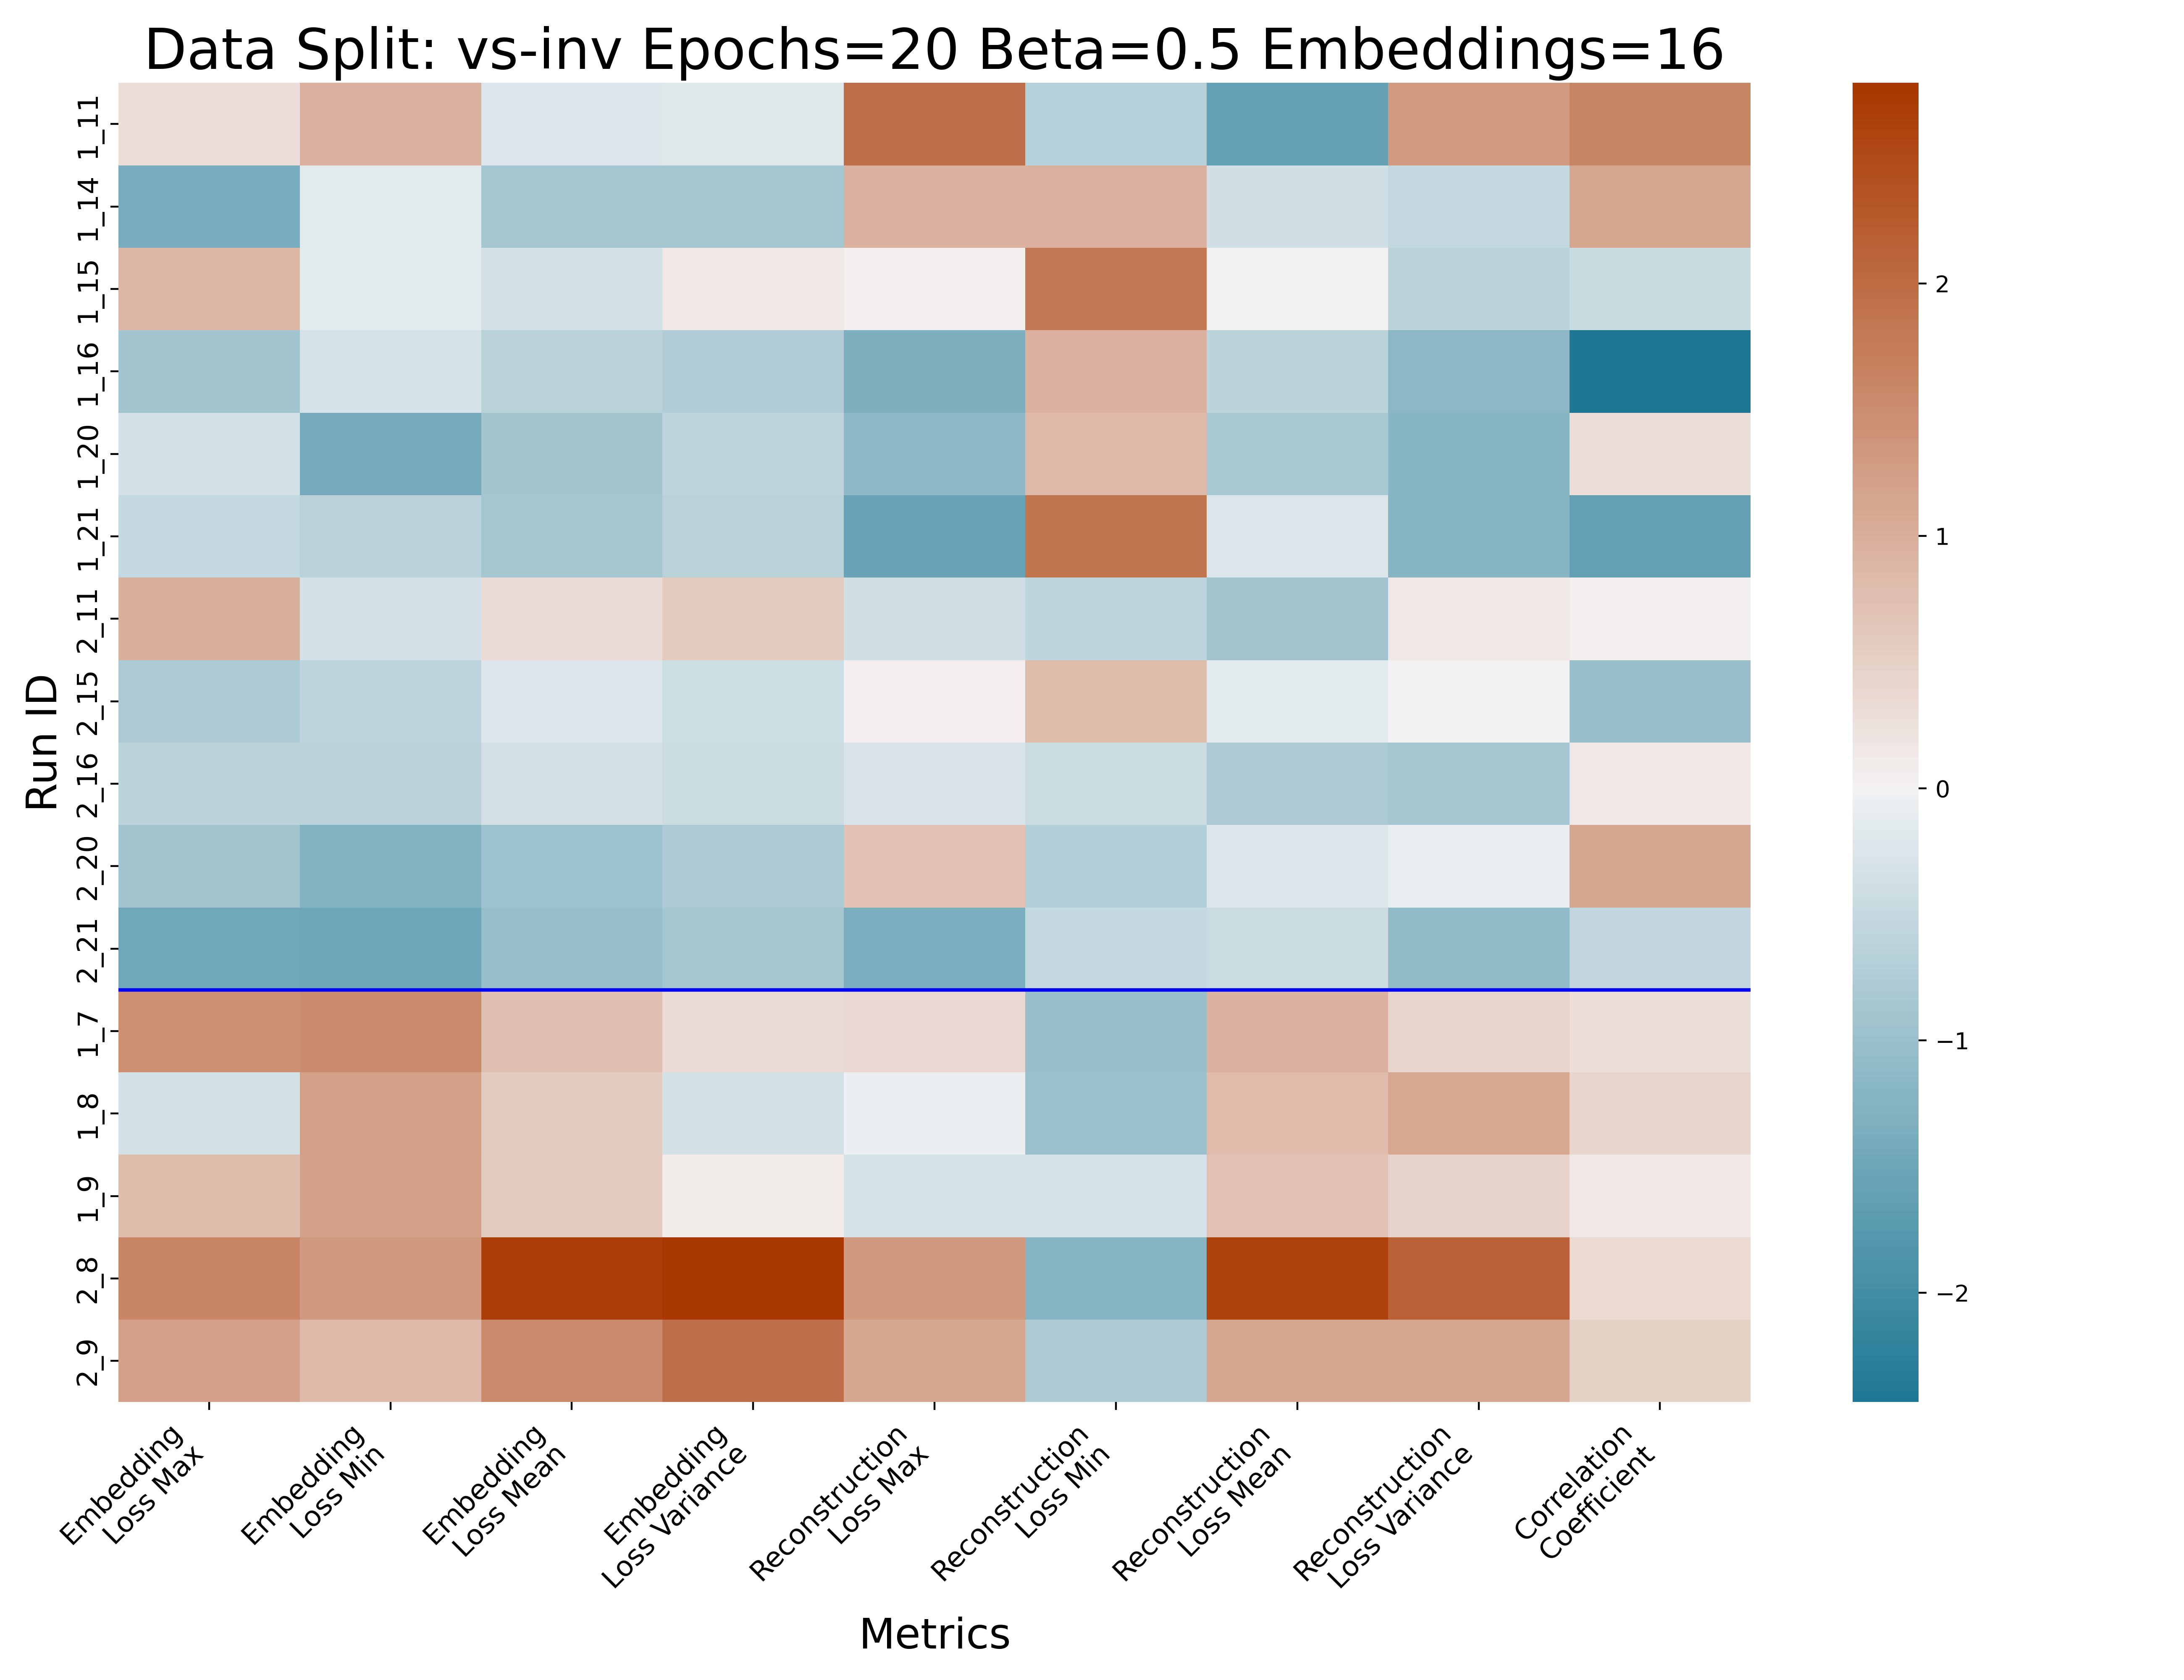 Data Split: vs-inv Epochs=20 Beta=0.5 Embeddings=16
Run ID
1_11
1_14
1_15
1_16
1_20
1_21
2_11
2_15
2_16
2_20
2_21
1_7
1_8
1_9
2_8
2_9
Embedding
Loss Max
Embedding
Loss Min
Embedding
Loss Mean
Embedding
Loss Variance
Reconstruction
Loss Max
Reconstruction
Loss Min
Reconstruction
Loss Mean
Reconstruction
Loss Variance
Correlation
Coefficient
Metrics
2
1
0
−1
−2